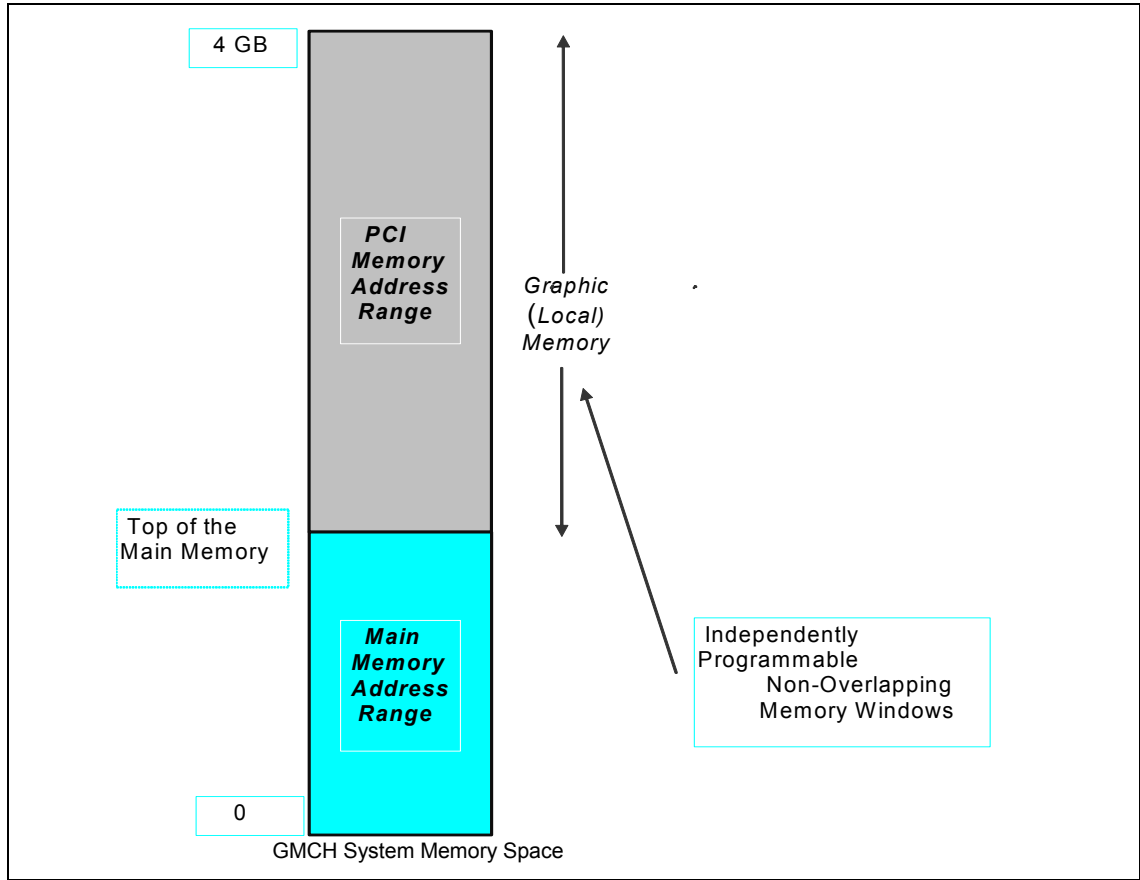 4 GB
PCI
Memory
Address
Range
Graphic
(Local)
Memory
Top of the
Main Memory
Main
Memory
Address
Range
Independently
Programmable
Non-Overlapping
Memory Windows
0
GMCH System Memory Space